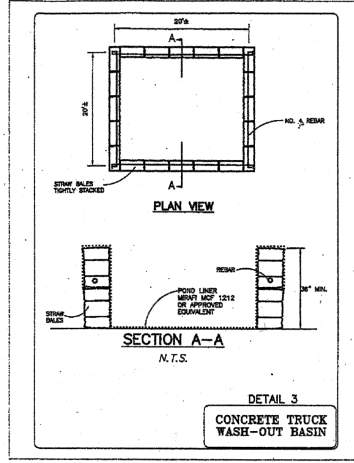 20'±
A
20'±
NO. 4 REBAR
STRAW BALES
TIGHTLY STACKED
A
PLAN VIEW
REBAR
36" MIN.
POND LINER
MIRAFI MCF 1212
OR APPROVED
EQUIVALENT
STRAW
BALES
SECTION A-A
N.T.S.
DETAIL 3
CONCRETE TRUCK
WASH-OUT BASIN